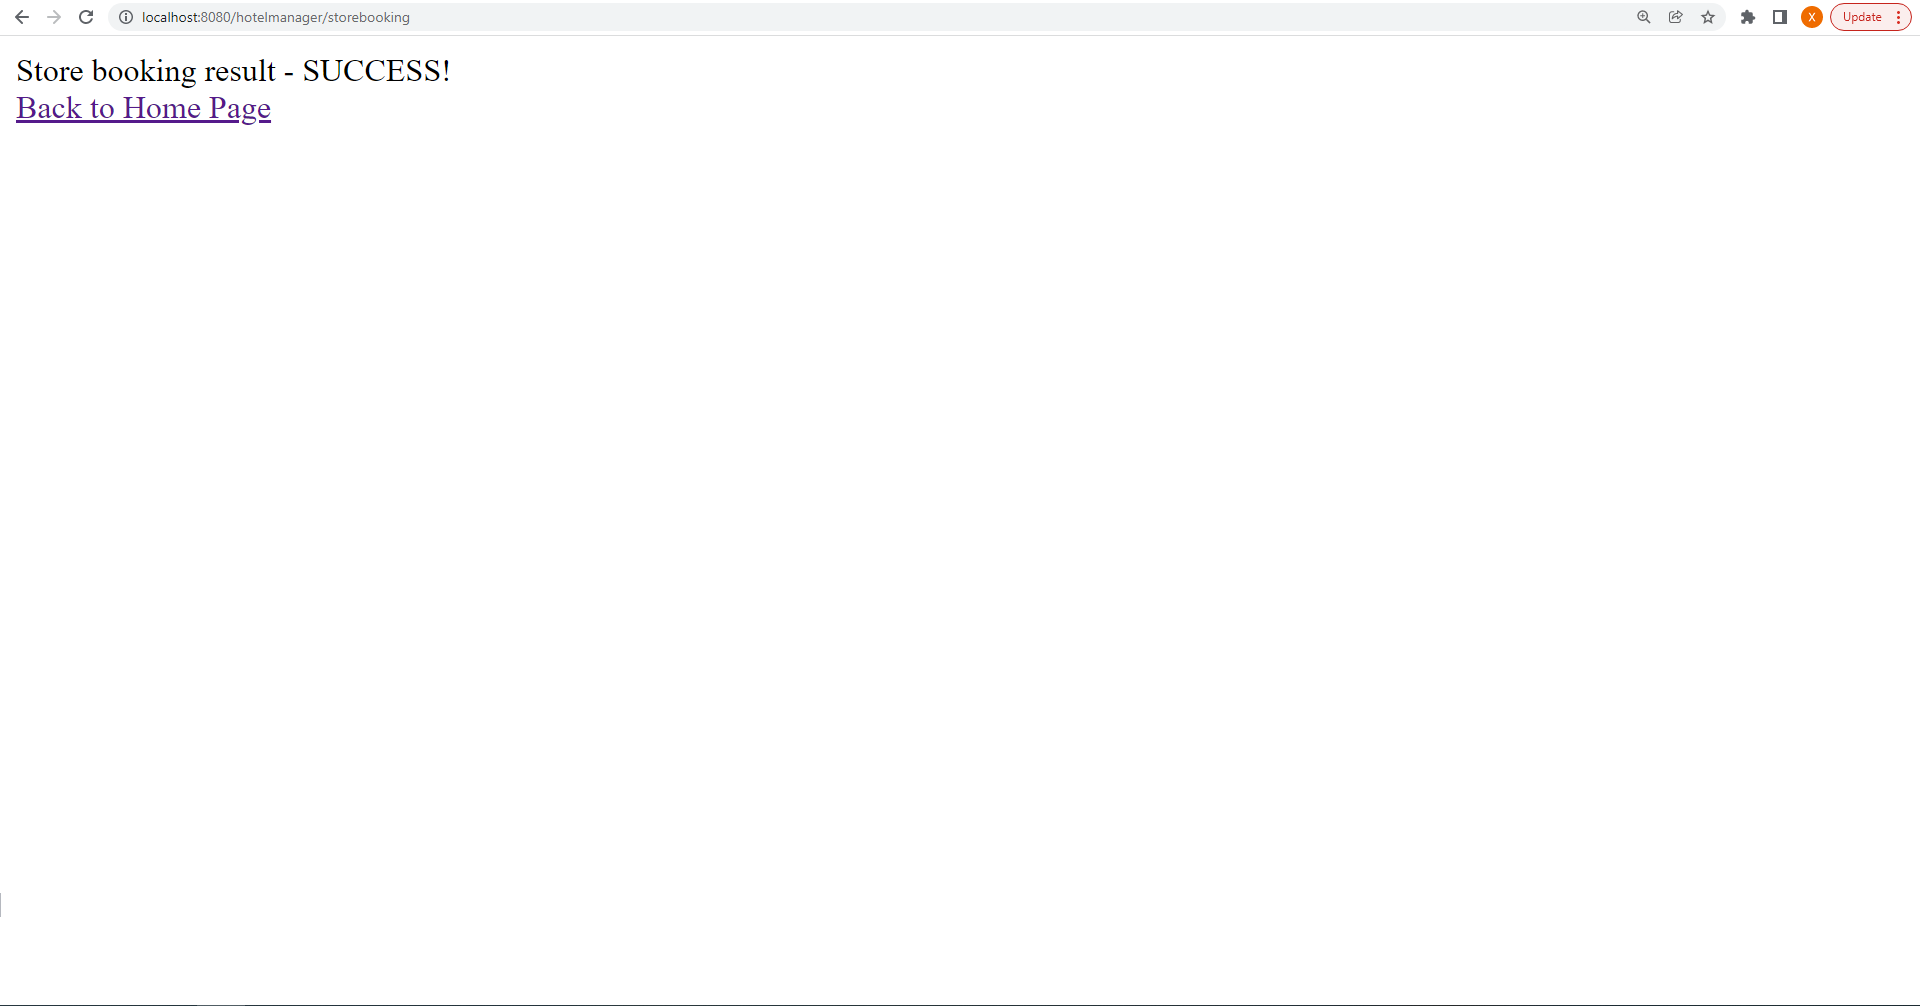 localhost:8080/hotelmanager/storebooking
X
Update
Store booking result - SUCCESS!
Back to Home Page